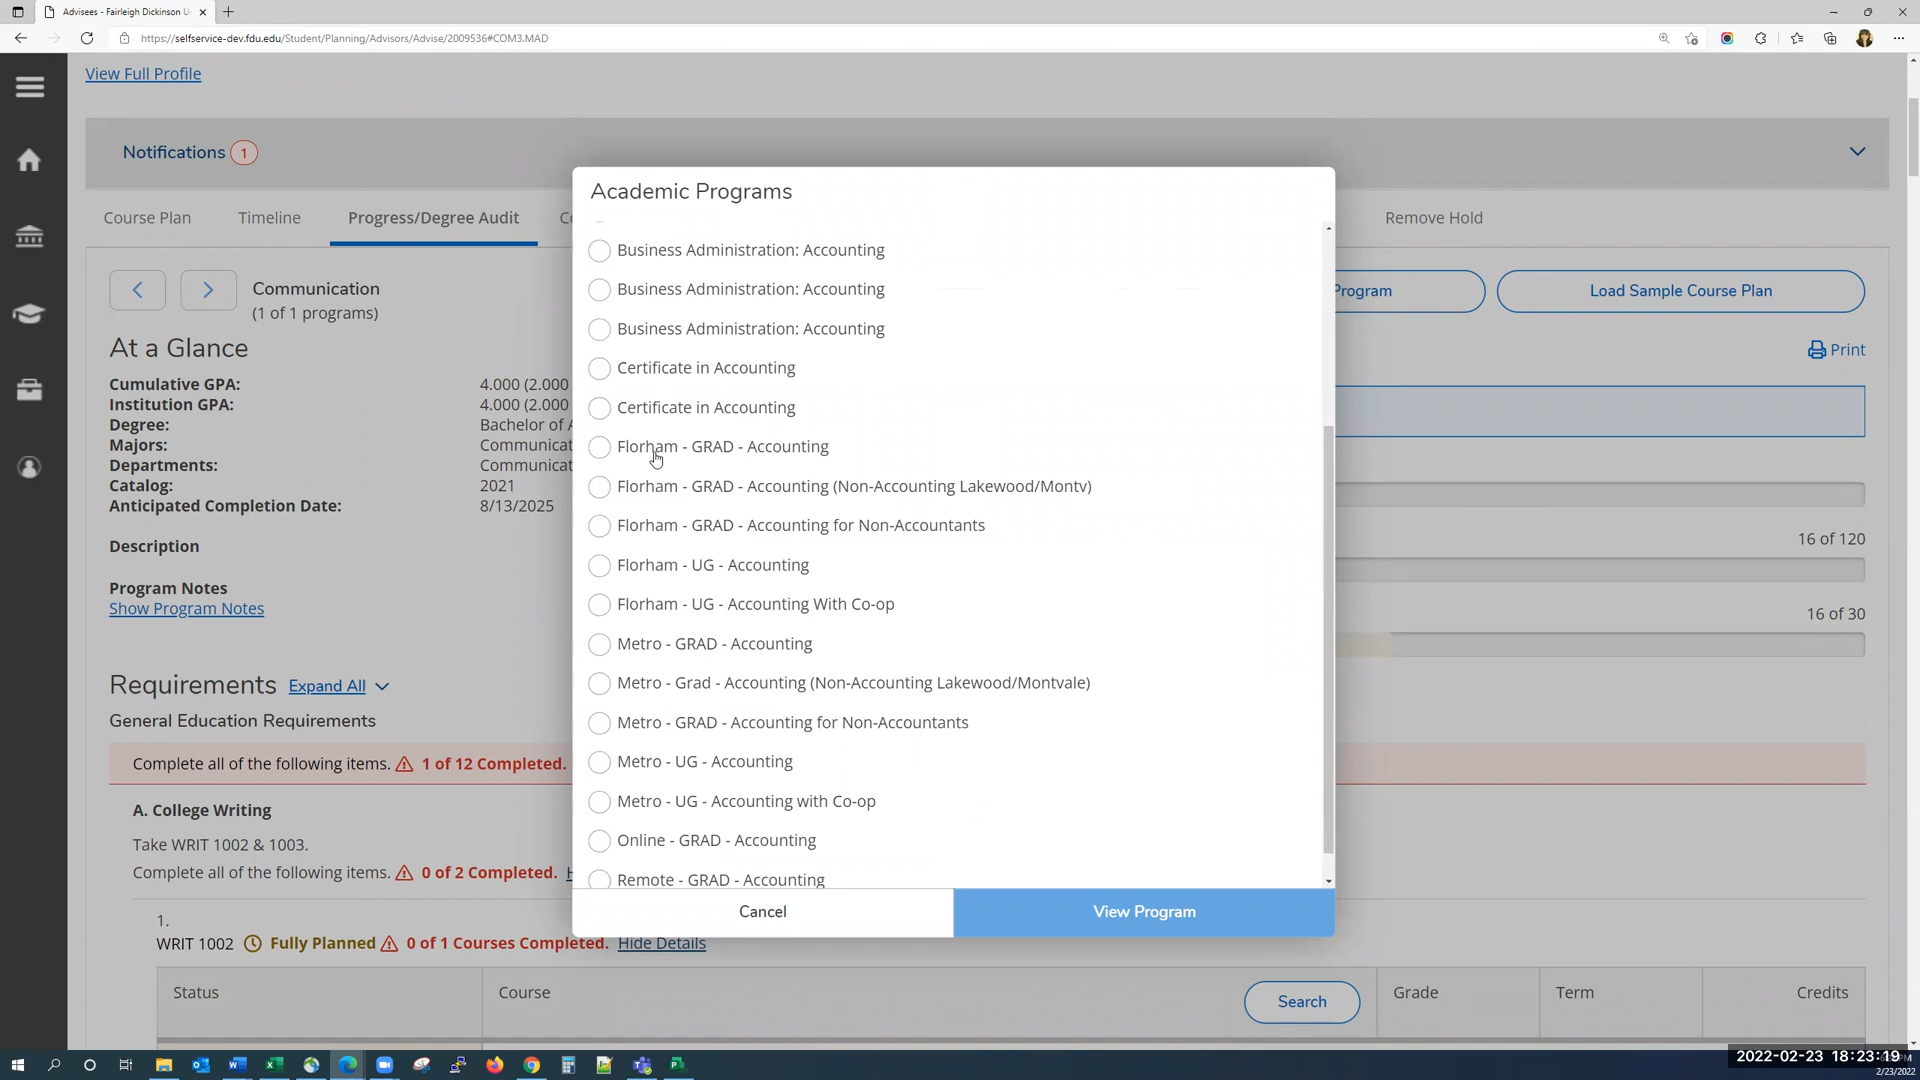 Advisees - Fairleigh Dickinson U
https://selfservice-dev.fdu.edu/Student/Planning/Advisors/Advise/2009536#COM3.MAD
View Full Profile
Notifications 1
Course Plan
Timeline
Progress/Degree Audit
Remove Hold
Communication
(1 of 1 programs)
Program
Load Sample Course Plan
At a Glance
Print
Cumulative GPA: 4.000 (2.000
Institution GPA: 4.000 (2.000
Degree: Bachelor of A
Majors: Communicat
Departments: Communicat
Catalog: 2021
Anticipated Completion Date: 8/13/2025
Description
16 of 120
Program Notes
Show Program Notes
16 of 30
Requirements Expand All
General Education Requirements
Complete all of the following items. 1 of 12 Completed.
A. College Writing
Take WRIT 1002 & 1003.
Complete all of the following items. 0 of 2 Completed.
1.
WRIT 1002 Fully Planned 0 of 1 Courses Completed. Hide Details
Status Course Search Grade Term Credits
Academic Programs
Business Administration: Accounting
Business Administration: Accounting
Business Administration: Accounting
Certificate in Accounting
Certificate in Accounting
Florham - GRAD - Accounting
Florham - GRAD - Accounting (Non-Accounting Lakewood/Montv)
Florham - GRAD - Accounting for Non-Accountants
Florham - UG - Accounting
Florham - UG - Accounting With Co-op
Metro - GRAD - Accounting
Metro - Grad - Accounting (Non-Accounting Lakewood/Montvale)
Metro - GRAD - Accounting for Non-Accountants
Metro - UG - Accounting
Metro - UG - Accounting with Co-op
Online - GRAD - Accounting
Remote - GRAD - Accounting
Cancel
View Program
2022-02-23 18:23:19
2/23/2022